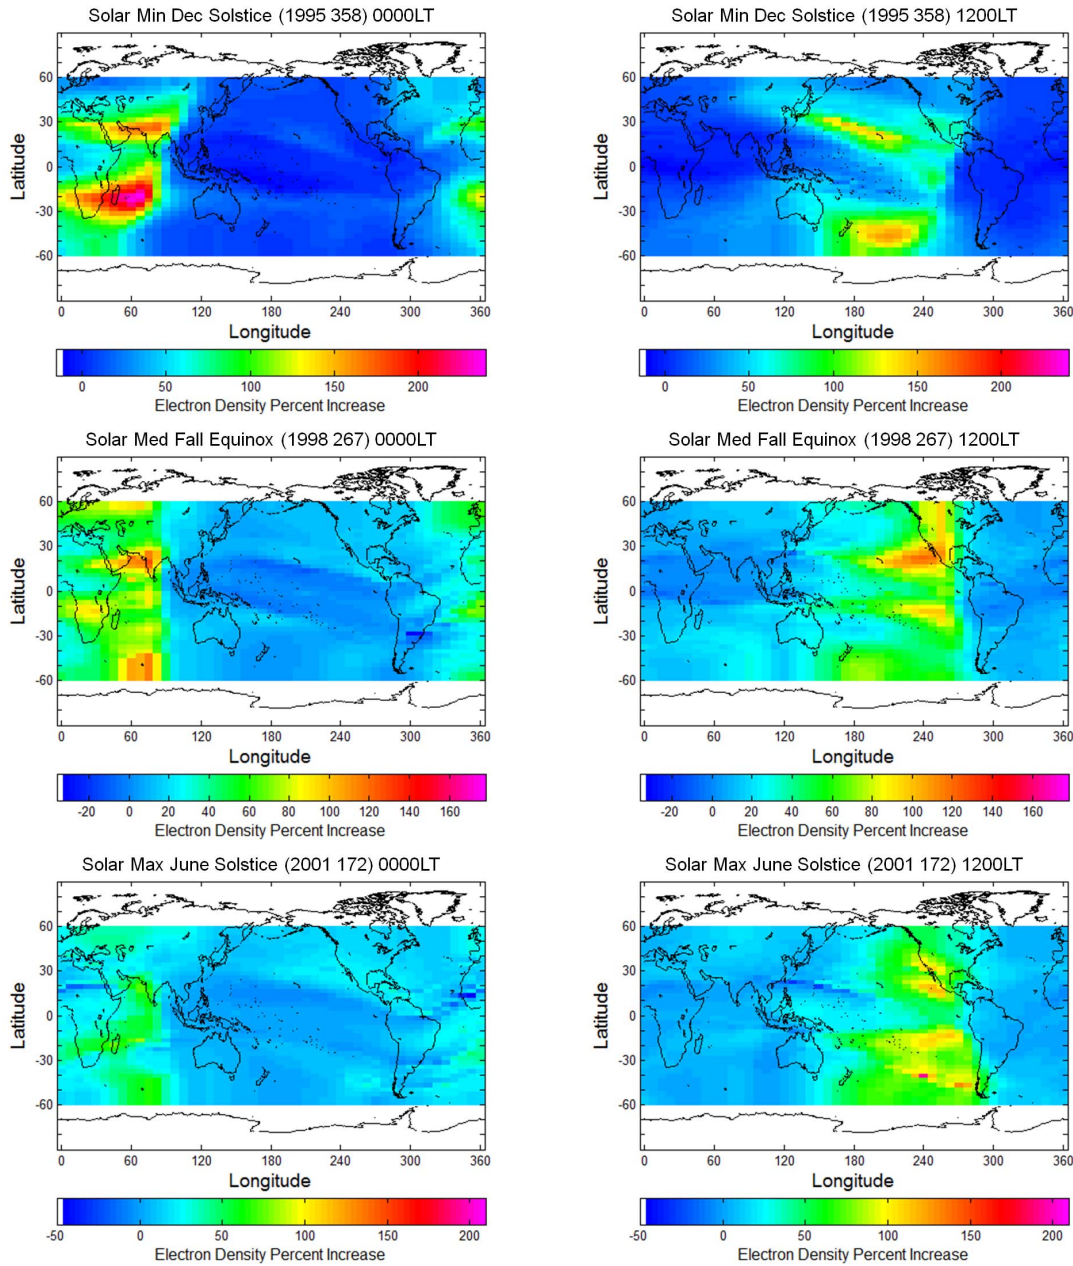 Solar Min Dec Solstice (1995 358) 0000LT
Latitude
60
30
0
-30
-60
0 60 120 180 240 300 360
Longitude
0 50 100 150 200
Electron Density Percent Increase
Solar Min Dec Solstice (1995 358) 1200LT
Latitude
60
30
0
-30
-60
0 60 120 180 240 300 360
Longitude
0 50 100 150 200
Electron Density Percent Increase
Solar Med Fall Equinox (1998 267) 0000LT
Latitude
60
30
0
-30
-60
0 60 120 180 240 300 360
Longitude
-20 0 20 40 60 80 100 120 140 160
Electron Density Percent Increase
Solar Med Fall Equinox (1998 267) 1200LT
Latitude
60
30
0
-30
-60
0 60 120 180 240 300 360
Longitude
-20 0 20 40 60 80 100 120 140 160
Electron Density Percent Increase
Solar Max June Solstice (2001 172) 0000LT
Latitude
60
30
0
-30
-60
0 60 120 180 240 300 360
Longitude
-50 0 50 100 150 200
Electron Density Percent Increase
Solar Max June Solstice (2001 172) 1200LT
Latitude
60
30
0
-30
-60
0 60 120 180 240 300 360
Longitude
-50 0 50 100 150 200
Electron Density Percent Increase